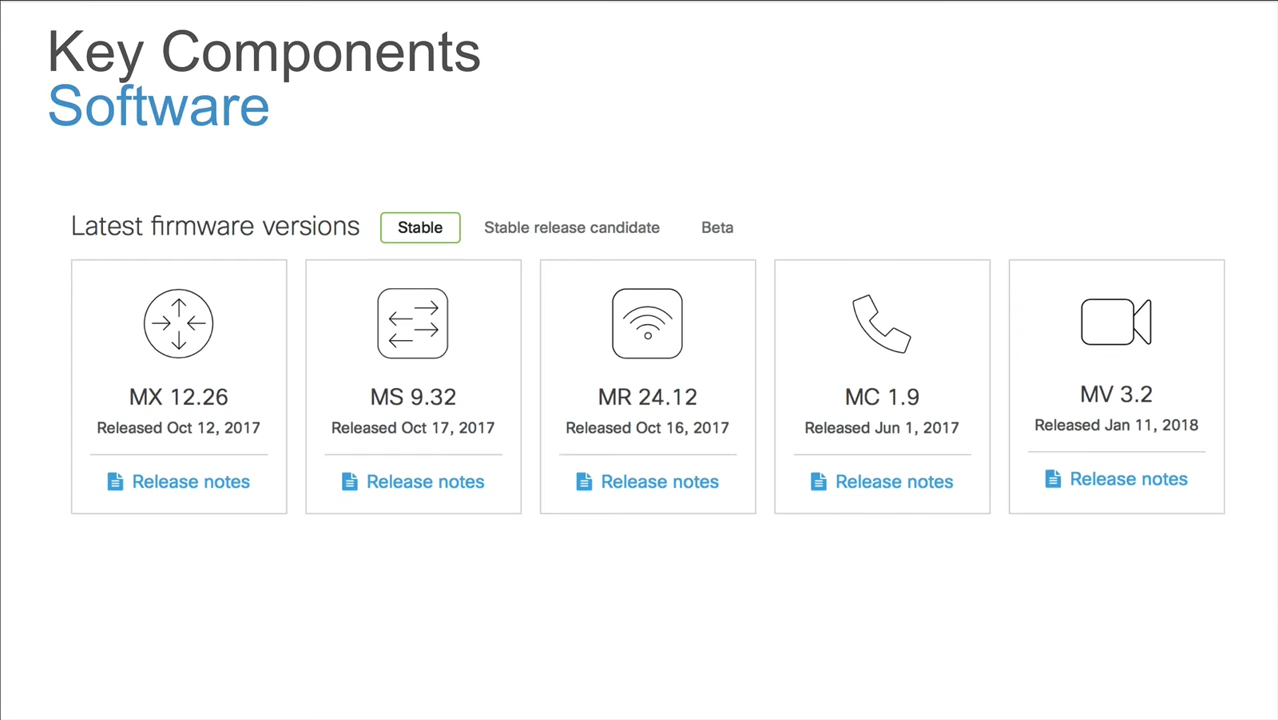 Key Components
Software
Latest firmware versions Stable Stable release candidate Beta
MX 12.26
Released Oct 12, 2017
Release notes
MS 9.32
Released Oct 17, 2017
Release notes
MR 24.12
Released Oct 16, 2017
Release notes
MC 1.9
Released Jun 1, 2017
Release notes
MV 3.2
Released Jan 11, 2018
Release notes